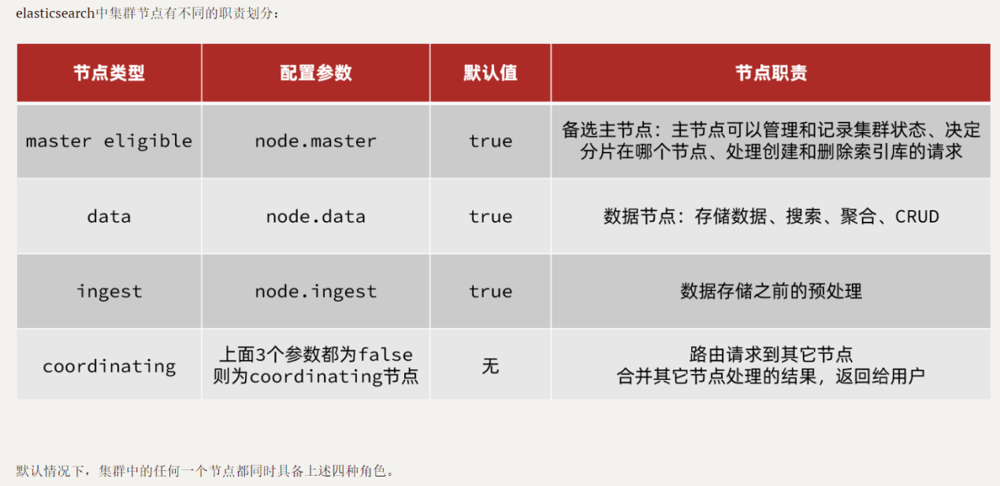 elasticsearch中集群节点有不同的职责划分:
节点类型 配置参数 默认值 节点职责
master eligible node.master true 备选主节点：主节点可以管理和记录集群状态、决定
分片在哪个节点、处理创建和删除索引库的请求
data node.data true 数据节点：存储数据、搜索、聚合、CRUD
ingest node.ingest true 数据存储之前的预处理
coordinating 上面3个参数都为false
则为coordinating节点 无 路由请求到其它节点
合并其它节点处理的结果，返回给用户
默认情况下，集群中的任何一个节点都同时具备上述四种角色。